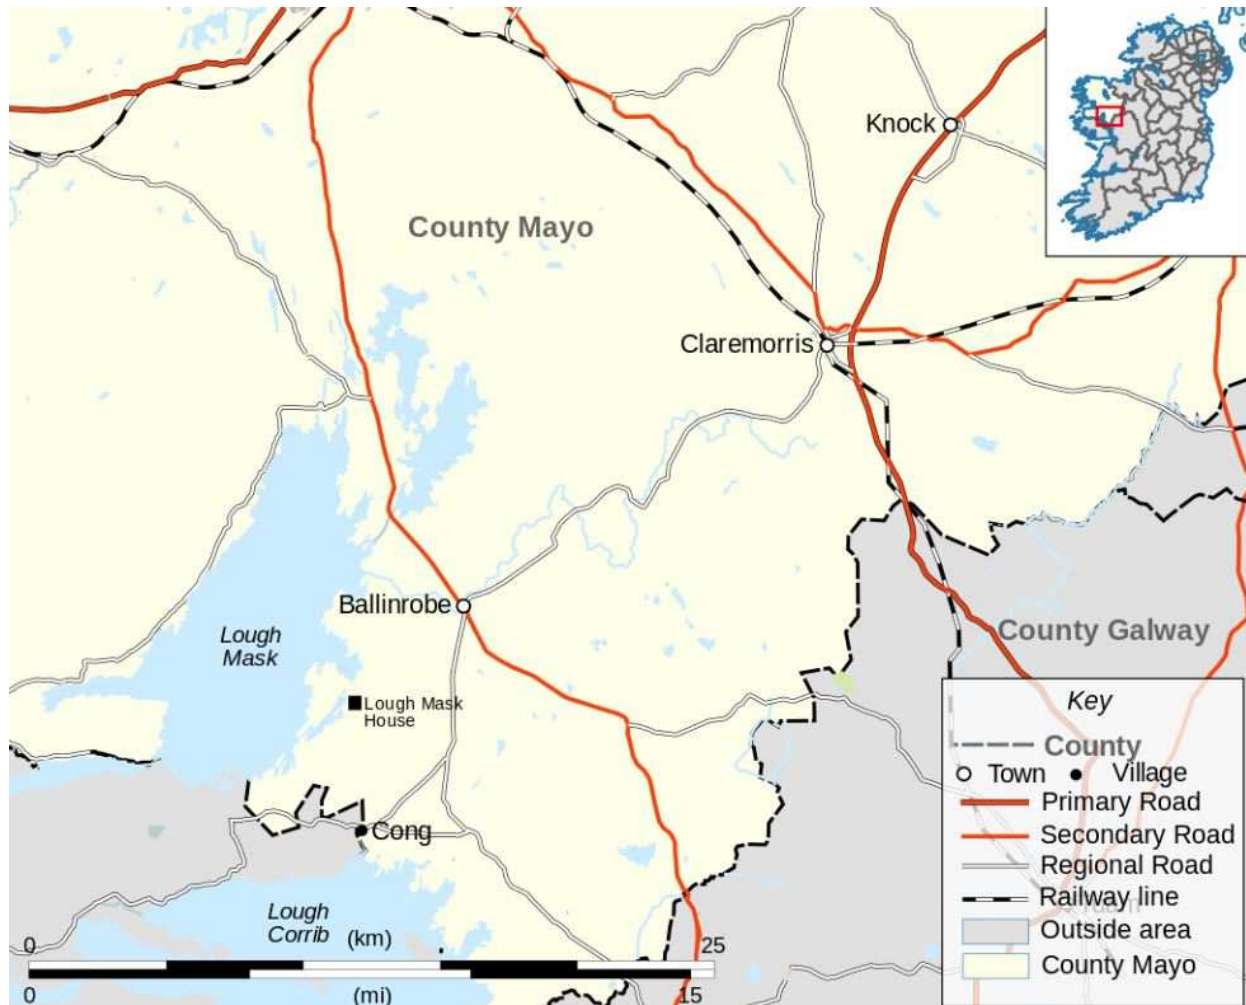 Knock
County Mayo
Claremorris
Ballinrobe
Lough
Mask
Lough Mask
House
County Galway
Cong
Lough
Corrib
0
(km)
25
0
(mi)
15
Key
County
Town
Village
Primary Road
Secondary Road
Regional Road
Railway line
Outside area
County Mayo